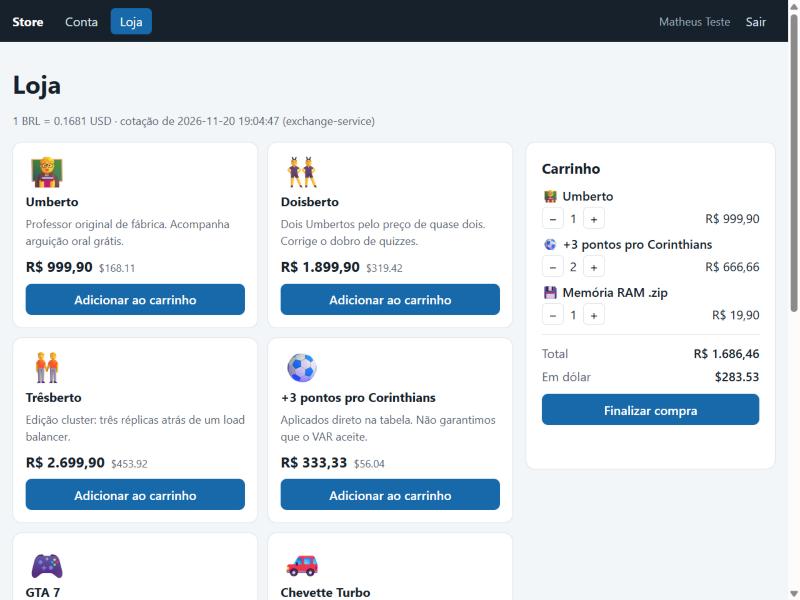 Store
Conta
Loja
Matheus Teste
Sair
Loja
1 BRL = 0.1681 USD · cotação de 2026-11-20 19:04:47 (exchange-service)
Umberto
Professor original de fábrica. Acompanha
arguição oral grátis.
R$ 999,90 $168.11
Adicionar ao carrinho
Doisberto
Dois Umbertos pelo preço de quase dois.
Corrige o dobro de quizzes.
R$ 1.899,90 $319.42
Adicionar ao carrinho
Trêsberto
Edição cluster: três réplicas atrás de um load
balancer.
R$ 2.699,90 $453.92
Adicionar ao carrinho
+3 pontos pro Corinthians
Aplicados direto na tabela. Não garantimos
que o VAR aceite.
R$ 333,33 $56.04
Adicionar ao carrinho
GTA 7
Chevette Turbo
Carrinho
Umberto
− 1 + R$ 999,90
+3 pontos pro Corinthians
− 2 + R$ 666,66
Memória RAM .zip
− 1 + R$ 19,90
Total R$ 1.686,46
Em dólar $283.53
Finalizar compra